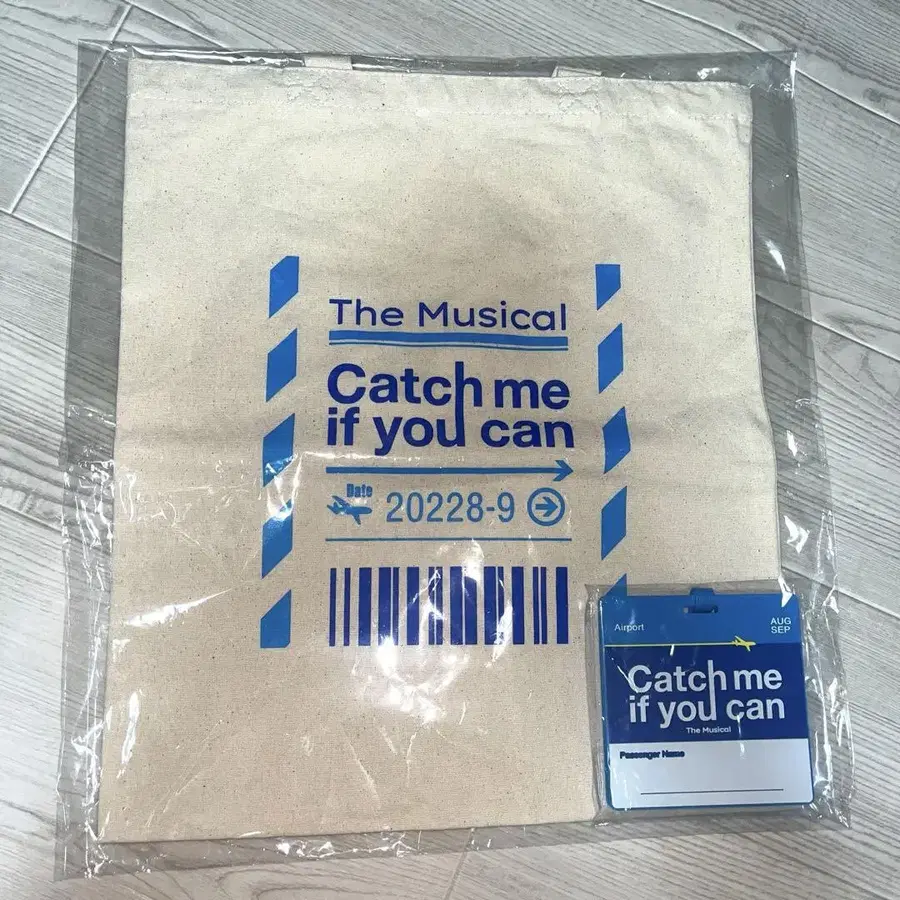 The Musical
Catch me
if you can
Date
20228-9
Airport
AUG
SEP
Catch me
if you can
The Musical
Passenger Name